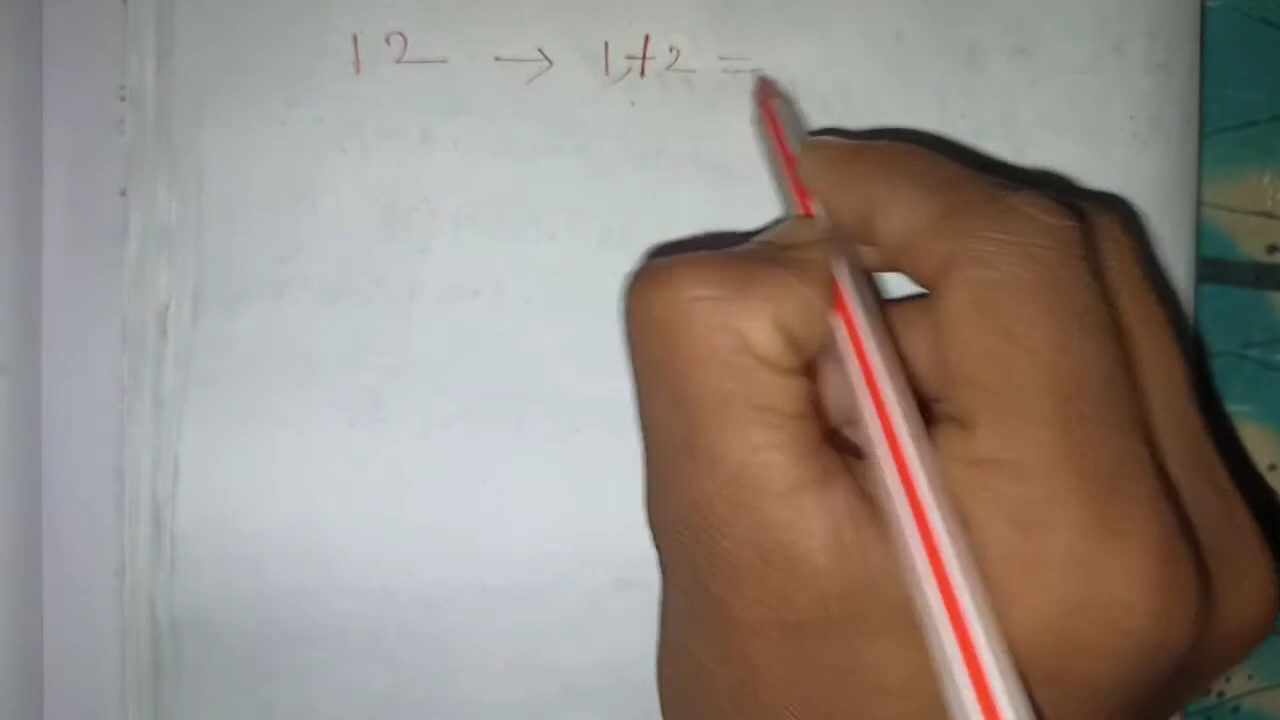 12 → 1,+2 =